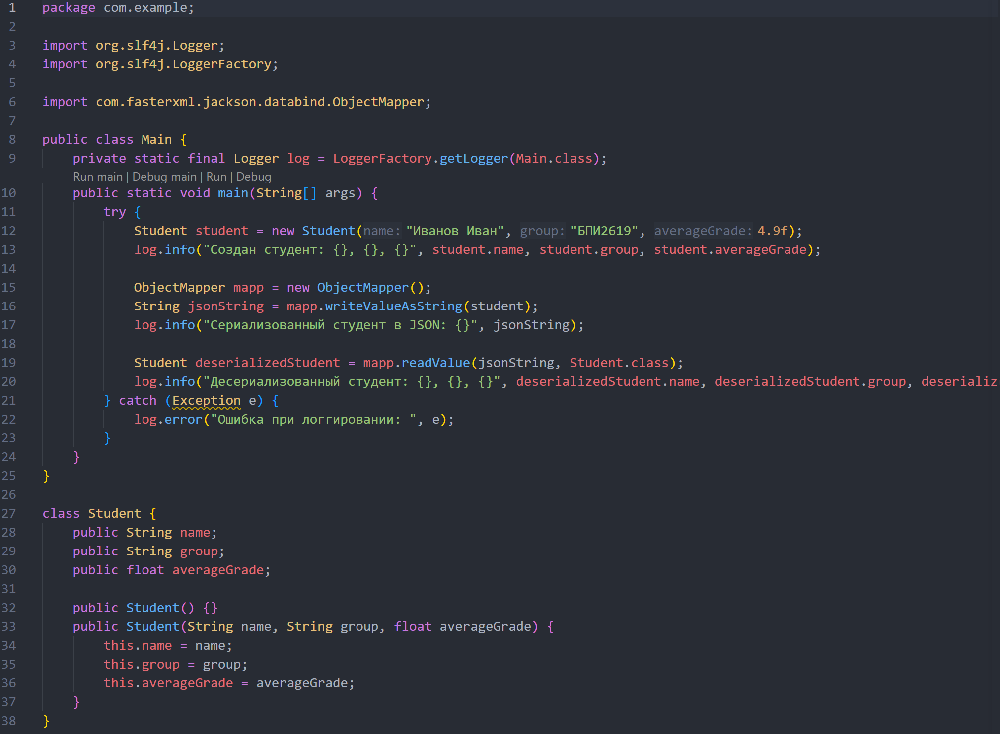 1 package com.example;
2
3 import org.slf4j.Logger;
4 import org.slf4j.LoggerFactory;
5
6 import com.fasterxml.jackson.databind.ObjectMapper;
7
8 public class Main {
9 private static final Logger log = LoggerFactory.getLogger(Main.class);
Run main | Debug main | Run | Debug
10 public static void main(String[] args) {
11 try {
12 Student student = new Student(name: "Иванов Иван", group: "БПИ2619", averageGrade: 4.9f);
13 log.info("Создан студент: {}, {}, {}", student.name, student.group, student.averageGrade);
14
15 ObjectMapper mapp = new ObjectMapper();
16 String jsonString = mapp.writeValueAsString(student);
17 log.info("Сериализованный студент в JSON: {}", jsonString);
18
19 Student deserializedStudent = mapp.readValue(jsonString, Student.class);
20 log.info("Десериализованный студент: {}, {}, {}", deserializedStudent.name, deserializedStudent.group, deserializ
21 } catch (Exception e) {
22 log.error("Ошибка при логгировании: ", e);
23 }
24 }
25 }
26
27 class Student {
28 public String name;
29 public String group;
30 public float averageGrade;
31
32 public Student() {}
33 public Student(String name, String group, float averageGrade) {
34 this.name = name;
35 this.group = group;
36 this.averageGrade = averageGrade;
37 }
38 }